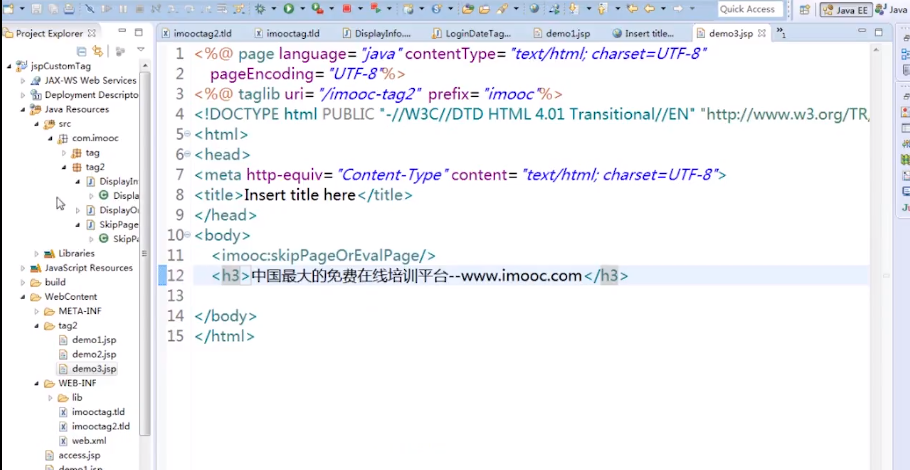 Quick Access
Java EE
Java
Project Explorer
imooctag2.tld
imooctag.tld
DisplayInfo....
LoginDateTag...
demo1.jsp
Insert title...
demo3.jsp
jspCustomTag
JAX-WS Web Services
Deployment Descripto
Java Resources
src
com.imooc
tag
tag2
DisplayIn
Displa
DisplayOr
SkipPage
SkipPa
Libraries
JavaScript Resources
build
WebContent
META-INF
tag2
demo1.jsp
demo2.jsp
demo3.jsp
WEB-INF
lib
imooctag.tld
imooctag2.tld
web.xml
access.jsp
demo1.jsp
1 <%@ page language="java" contentType="text/html; charset=UTF-8"
2 pageEncoding="UTF-8"%>
3 <%@ taglib uri="/imooc-tag2" prefix="imooc"%>
4 <!DOCTYPE html PUBLIC "-//W3C//DTD HTML 4.01 Transitional//EN" "http://www.w3.org/TR/
5 <html>
6 <head>
7 <meta http-equiv="Content-Type" content="text/html; charset=UTF-8">
8 <title>Insert title here</title>
9 </head>
10 <body>
11 <imooc:skipPageOrEvalPage/>
12 <h3>中国最大的免费在线培训平台--www.imooc.com</h3>
13
14 </body>
15 </html>